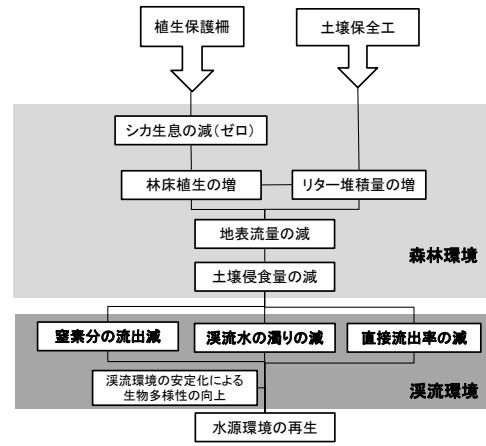 植生保護柵
土壌保全工
シカ生息の減(ゼロ)
林床植生の増
リター堆積量の増
地表流量の減
森林環境
土壌侵食量の減
窒素分の流出減
渓流水の濁りの減
直接流出率の減
渓流環境の安定化による
生物多様性の向上
渓流環境
水源環境の再生